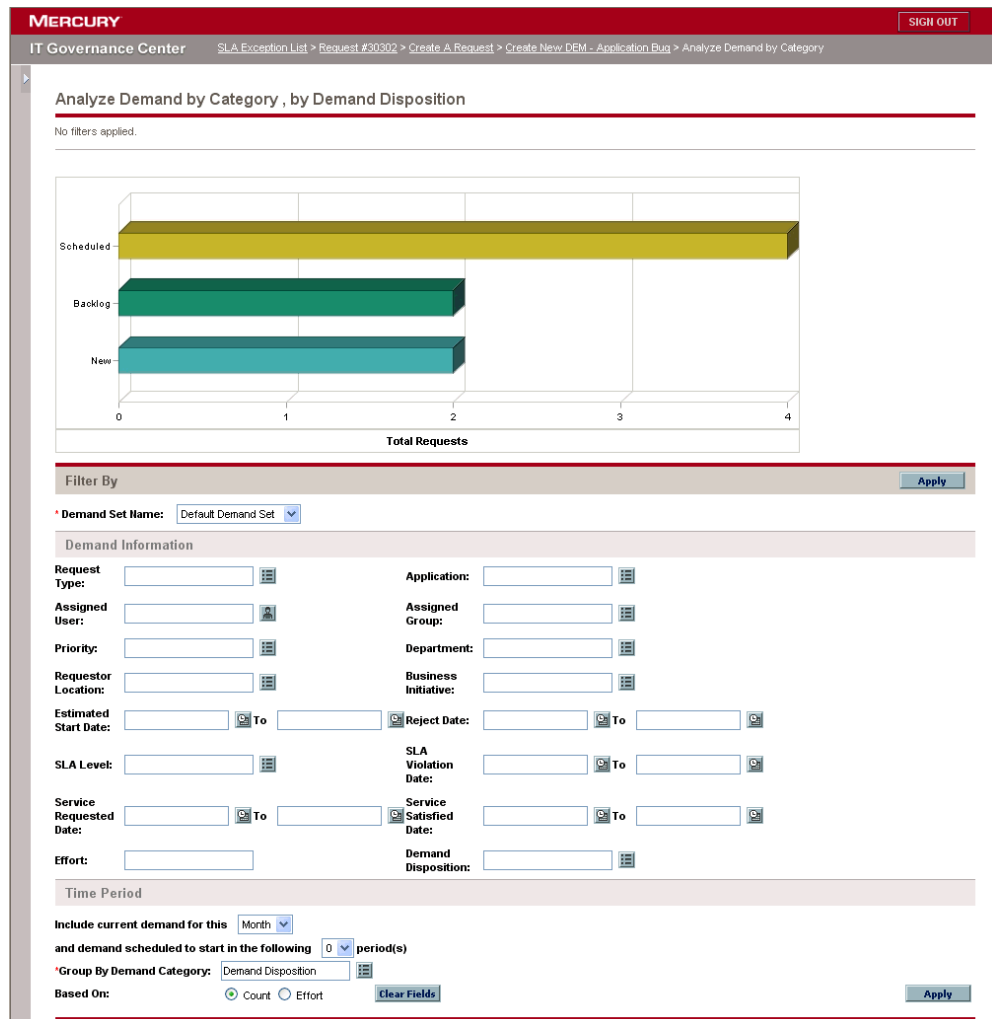 MERCURY
SIGN OUT
IT Governance Center
SLA Exception List > Request #30302 > Create A Request > Create New DEM - Application Bug > Analyze Demand by Category
Analyze Demand by Category , by Demand Disposition
No filters applied.
Scheduled
Backlog
New
0 1 2 3 4
Total Requests
Filter By
Apply
* Demand Set Name: Default Demand Set
Demand Information
Request Type:
Application:
Assigned User:
Assigned Group:
Priority:
Department:
Requestor Location:
Business Initiative:
Estimated Start Date: To
Reject Date: To
SLA Level:
SLA Violation Date: To
Service Requested Date: To
Service Satisfied Date: To
Effort:
Demand Disposition:
Time Period
Include current demand for this Month
and demand scheduled to start in the following 0 period(s)
*Group By Demand Category: Demand Disposition
Based On: Count Effort Clear Fields Apply